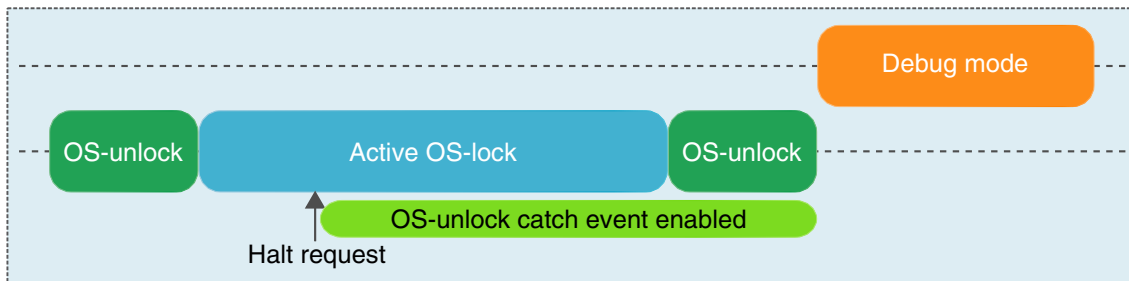 Debug mode
OS-unlock
Active OS-lock
OS-unlock
OS-unlock catch event enabled
Halt request